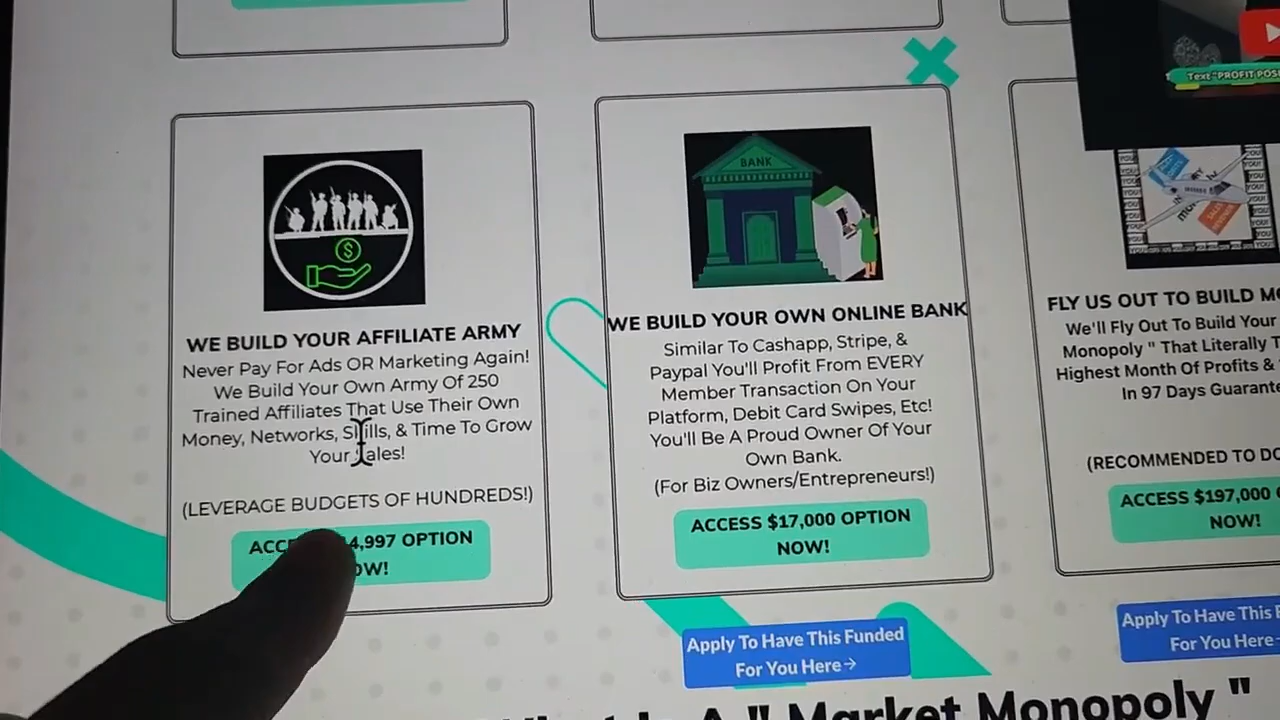 Text "PROFIT
BANK
WE BUILD YOUR AFFILIATE ARMY
Never Pay For Ads OR Marketing Again!
We Build Your Own Army Of 250
Trained Affiliates That Use Their Own
Money, Networks, Skills, & Time To Grow
Your Sales!
(LEVERAGE BUDGETS OF HUNDREDS!)
4,997 OPTION
WE BUILD YOUR OWN ONLINE BANK
Similar To Cashapp, Stripe, &
Paypal You'll Profit From EVERY
Member Transaction On Your
Platform, Debit Card Swipes, Etc!
You'll Be A Proud Owner Of Your
Own Bank.
(For Biz Owners/Entrepreneurs!)
ACCESS $17,000 OPTION
NOW!
Apply To Have This Funded
For You Here→
FLY US OUT TO BUILD
We'll Fly Out To Build Your
Monopoly " That Literally
Highest Month Of Profits &
In 97 Days
(RECOMMENDED TO
ACCESS $197,000
NOW!
Apply To Have This
For You Here
A " Market Monopoly "